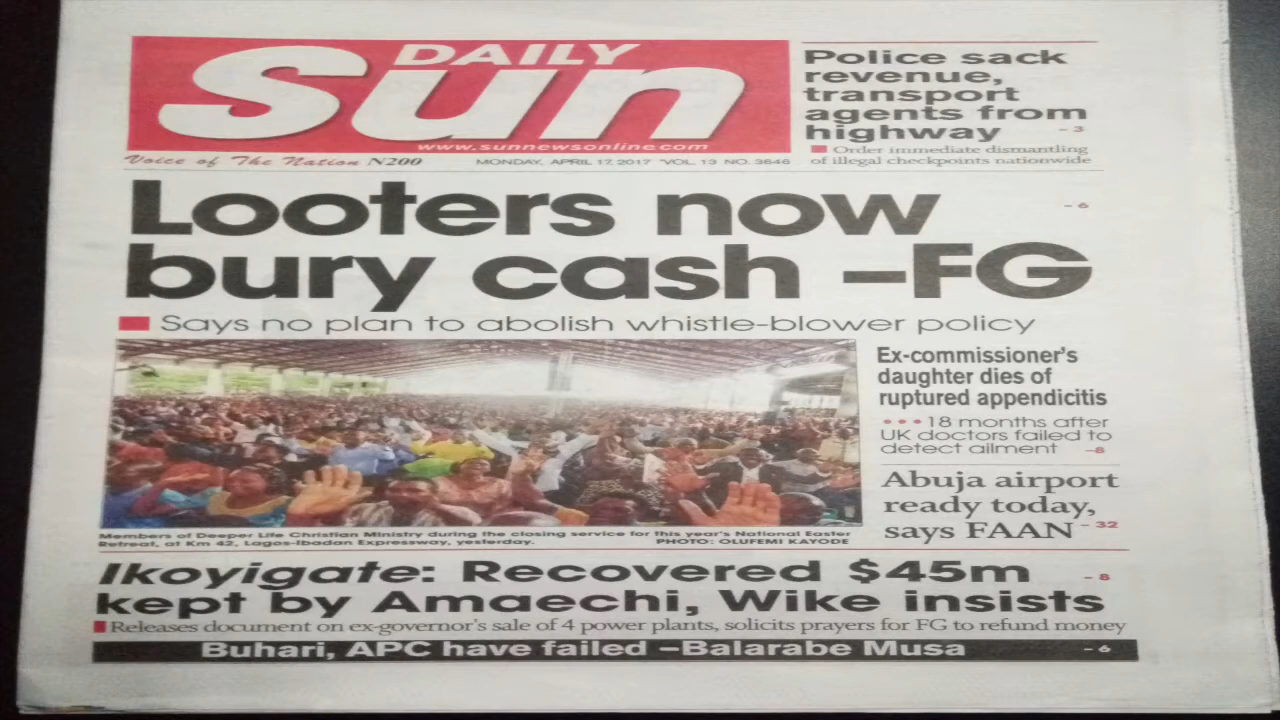 DAILY
Sun
www.sunnewsonline.com
Voice of The Nation N200
MONDAY, APRIL 17, 2017 VOL. 13 NO. 3646
Police sack
revenue,
transport
agents from
highway - 3
Order immediate dismantling
of illegal checkpoints nationwide
Looters now - 6
bury cash –FG
Says no plan to abolish whistle-blower policy
Members of Deeper Life Christian Ministry during the closing service for this year's National Easter
Retreat, at Km 42, Lagos-Ibadan Expressway, yesterday. PHOTO: OLUFEMI KAYODE
Ex-commissioner's
daughter dies of
ruptured appendicitis
•••18 months after
UK doctors failed to
detect ailment -8
Abuja airport
ready today,
says FAAN - 32
Ikoyigate: Recovered $45m - 8
kept by Amaechi, Wike insists
Releases document on ex-governor's sale of 4 power plants, solicits prayers for FG to refund money
Buhari, APC have failed –Balarabe Musa - 6